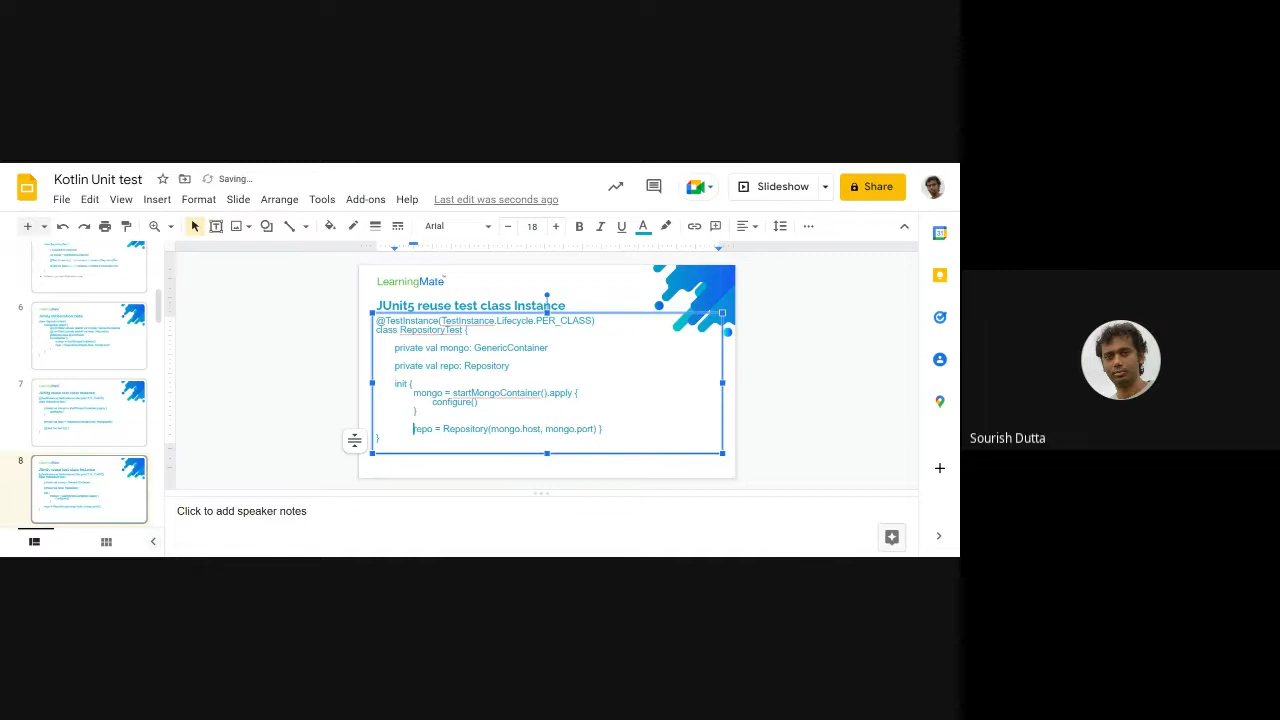 Kotlin Unit test
Saving...
File Edit View Insert Format Slide Arrange Tools Add-ons Help Last edit was seconds ago
Slideshow
Share
Arial
18
B I U A
LearningMate
JUnit5 reuse test class Instance
@TestInstance(TestInstance.Lifecycle.PER_CLASS)
class RepositoryTest {
private val mongo: GenericContainer
private val repo: Repository
init {
mongo = startMongoContainer().apply {
configure()
}
repo = Repository(mongo.host, mongo.port) }
}
6
7
8
Click to add speaker notes
Sourish Dutta